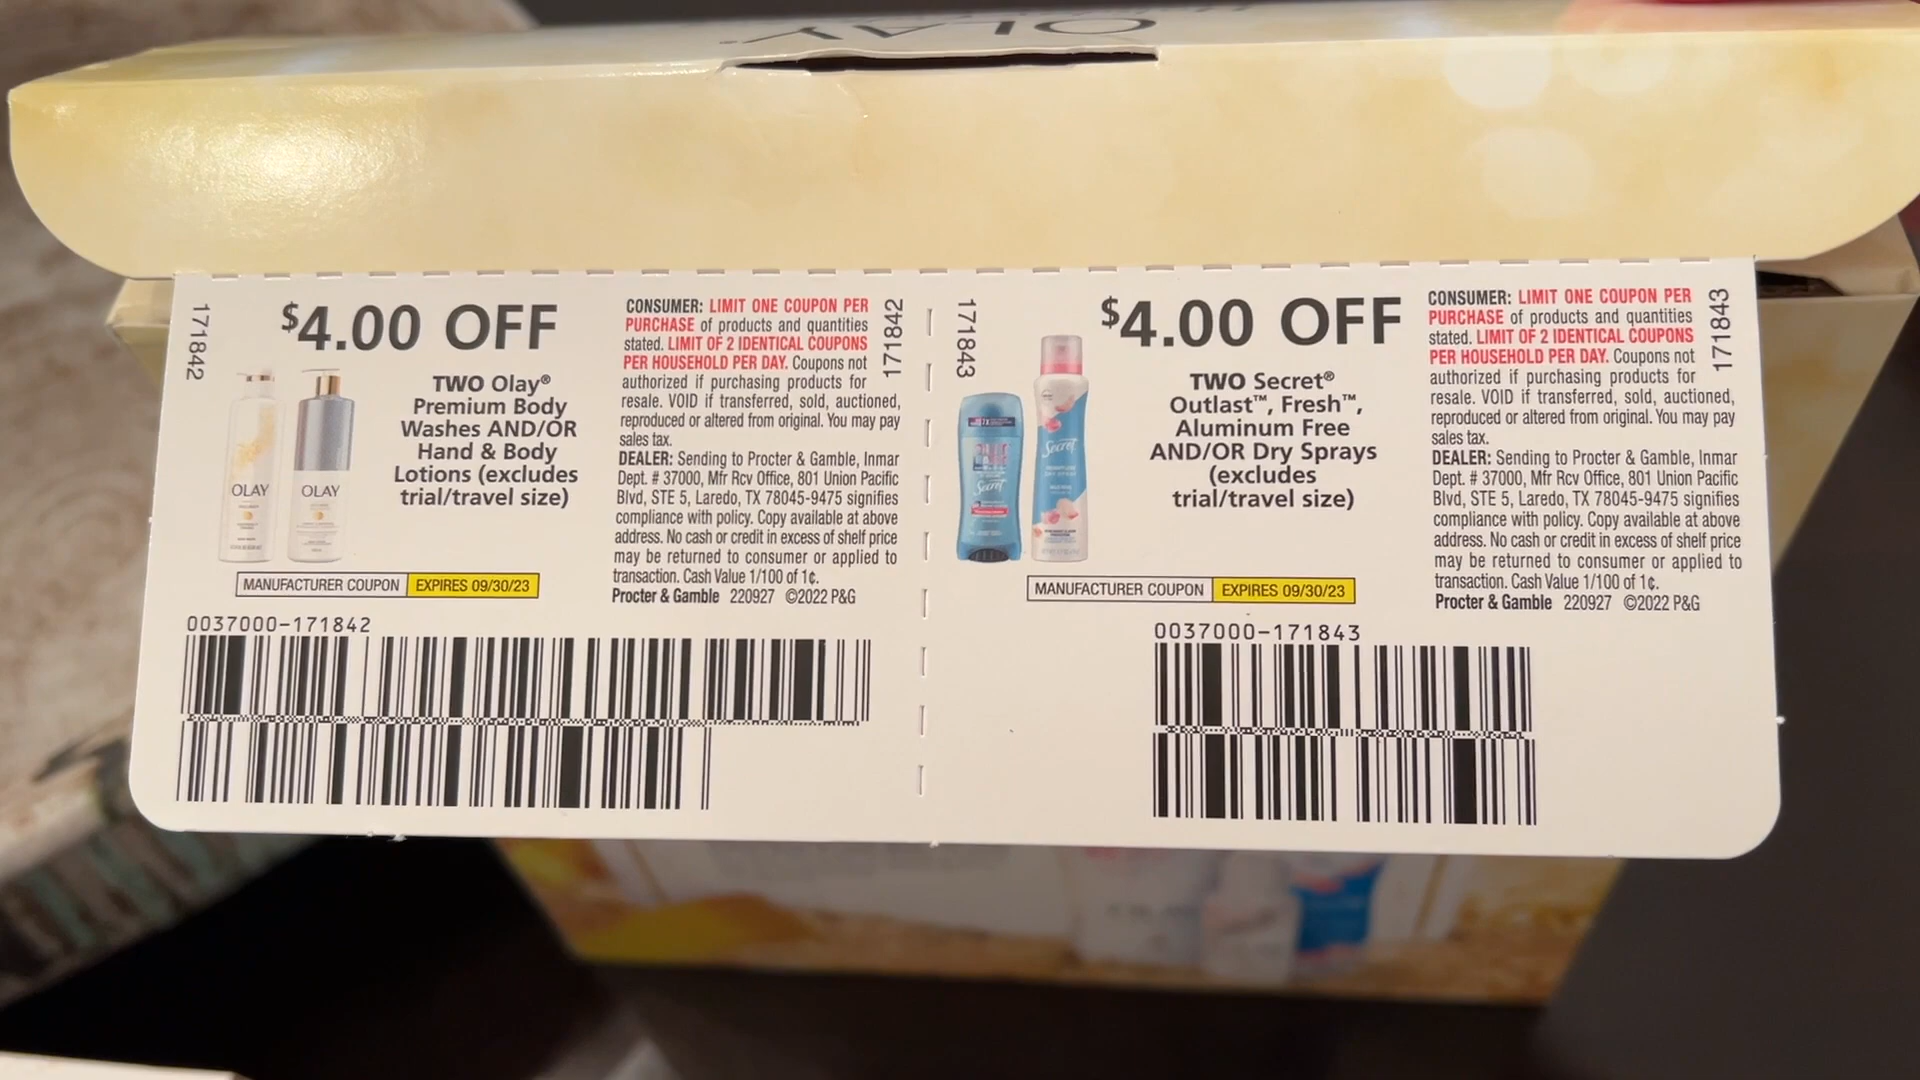 OLAY
171842
$4.00 OFF
TWO Olay®
Premium Body
Washes AND/OR
Hand & Body
Lotions (excludes
trial/travel size)
OLAY
OLAY
MANUFACTURER COUPON EXPIRES 09/30/23
CONSUMER: LIMIT ONE COUPON PER
PURCHASE of products and quantities
stated. LIMIT OF 2 IDENTICAL COUPONS
PER HOUSEHOLD PER DAY. Coupons not
authorized if purchasing products for
resale. VOID if transferred, sold, auctioned,
reproduced or altered from original. You may pay
sales tax.
DEALER: Sending to Procter & Gamble, Inmar
Dept. # 37000, Mfr Rcv Office, 801 Union Pacific
Blvd, STE 5, Laredo, TX 78045-9475 signifies
compliance with policy. Copy available at above
address. No cash or credit in excess of shelf price
may be returned to consumer or applied to
transaction. Cash Value 1/100 of 1¢.
Procter & Gamble 220927 ©2022 P&G
171842
0037000-171842
171843
$4.00 OFF
TWO Secret®
Outlast™, Fresh™,
Aluminum Free
AND/OR Dry Sprays
(excludes
trial/travel size)
Secret
Secret
MANUFACTURER COUPON EXPIRES 09/30/23
CONSUMER: LIMIT ONE COUPON PER
PURCHASE of products and quantities
stated. LIMIT OF 2 IDENTICAL COUPONS
PER HOUSEHOLD PER DAY. Coupons not
authorized if purchasing products for
resale. VOID if transferred, sold, auctioned,
reproduced or altered from original. You may pay
sales tax.
DEALER: Sending to Procter & Gamble, Inmar
Dept. # 37000, Mfr Rcv Office, 801 Union Pacific
Blvd, STE 5, Laredo, TX 78045-9475 signifies
compliance with policy. Copy available at above
address. No cash or credit in excess of shelf price
may be returned to consumer or applied to
transaction. Cash Value 1/100 of 1¢.
Procter & Gamble 220927 ©2022 P&G
171843
0037000-171843